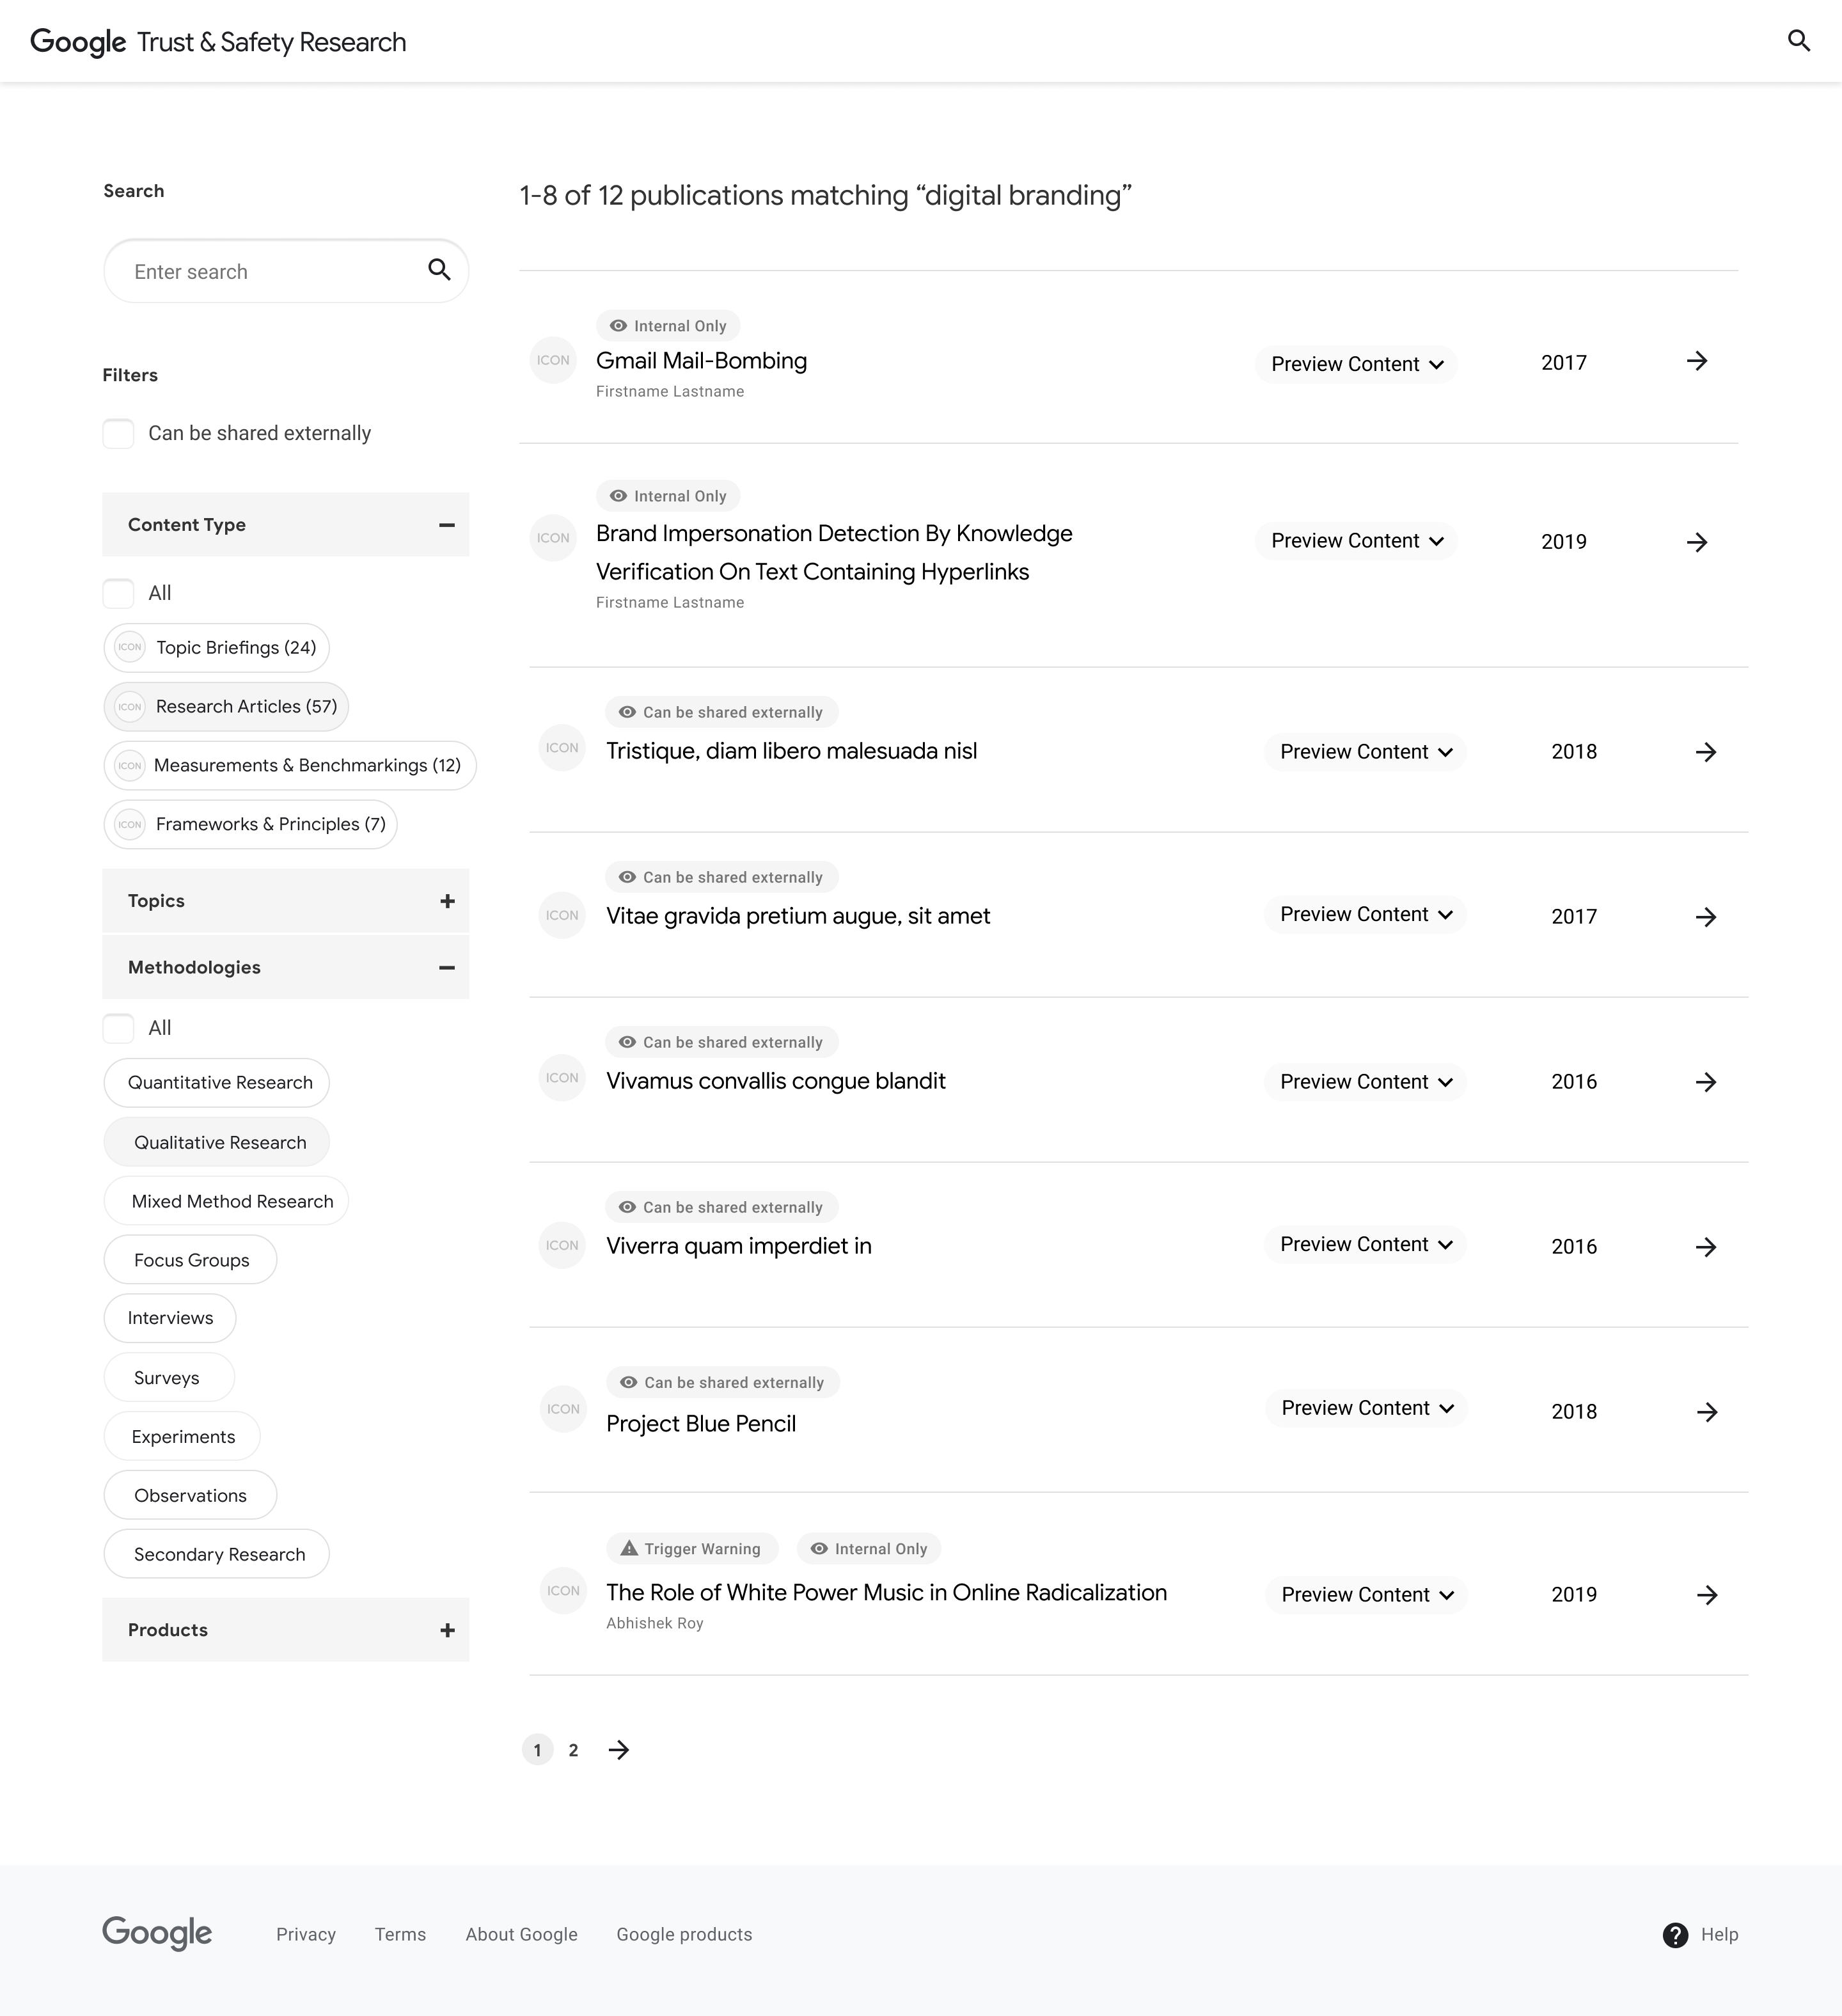 Google Trust & Safety Research
Search
Enter search
Filters
Can be shared externally
Content Type
All
ICON Topic Briefings (24)
ICON Research Articles (57)
ICON Measurements & Benchmarkings (12)
ICON Frameworks & Principles (7)
Topics
Methodologies
All
Quantitative Research
Qualitative Research
Mixed Method Research
Focus Groups
Interviews
Surveys
Experiments
Observations
Secondary Research
Products
1-8 of 12 publications matching “digital branding”
Internal Only
ICON Gmail Mail-Bombing Preview Content 2017
Firstname Lastname
Internal Only
ICON Brand Impersonation Detection By Knowledge Preview Content 2019
Verification On Text Containing Hyperlinks
Firstname Lastname
Can be shared externally
ICON Tristique, diam libero malesuada nisl Preview Content 2018
Can be shared externally
ICON Vitae gravida pretium augue, sit amet Preview Content 2017
Can be shared externally
ICON Vivamus convallis congue blandit Preview Content 2016
Can be shared externally
ICON Viverra quam imperdiet in Preview Content 2016
Can be shared externally
ICON Project Blue Pencil Preview Content 2018
Trigger Warning Internal Only
ICON The Role of White Power Music in Online Radicalization Preview Content 2019
Abhishek Roy
1 2
Google Privacy Terms About Google Google products Help